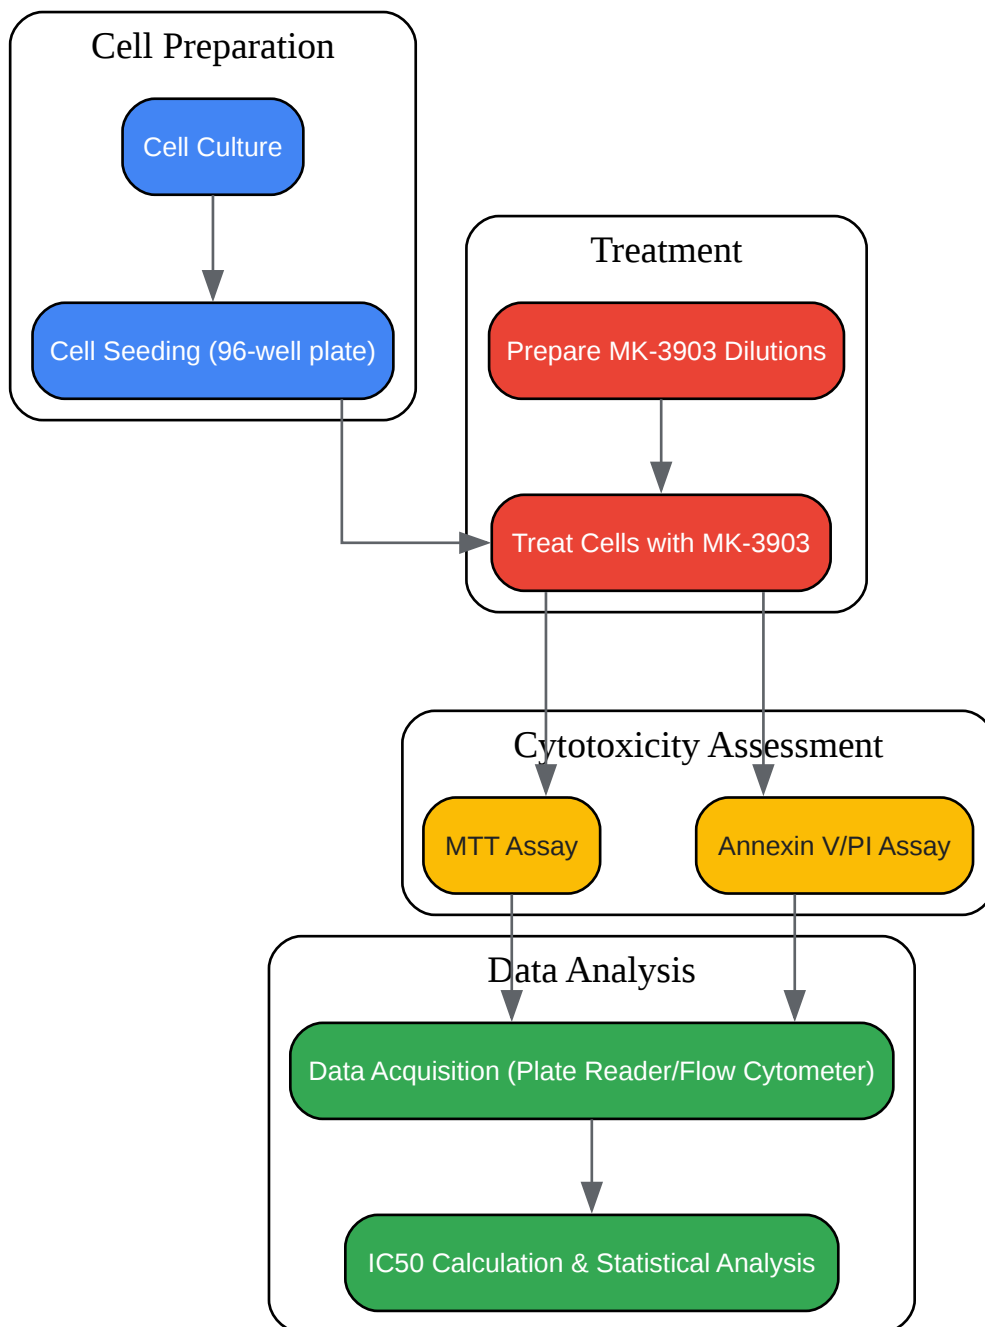 Cell Preparation
Cell Culture
Cell Seeding (96-well plate)
Treatment
Prepare MK-3903 Dilutions
Treat Cells with MK-3903
Cytotoxicity Assessment
MTT Assay
Annexin V/PI Assay
Data Analysis
Data Acquisition (Plate Reader/Flow Cytometer)
IC50 Calculation & Statistical Analysis